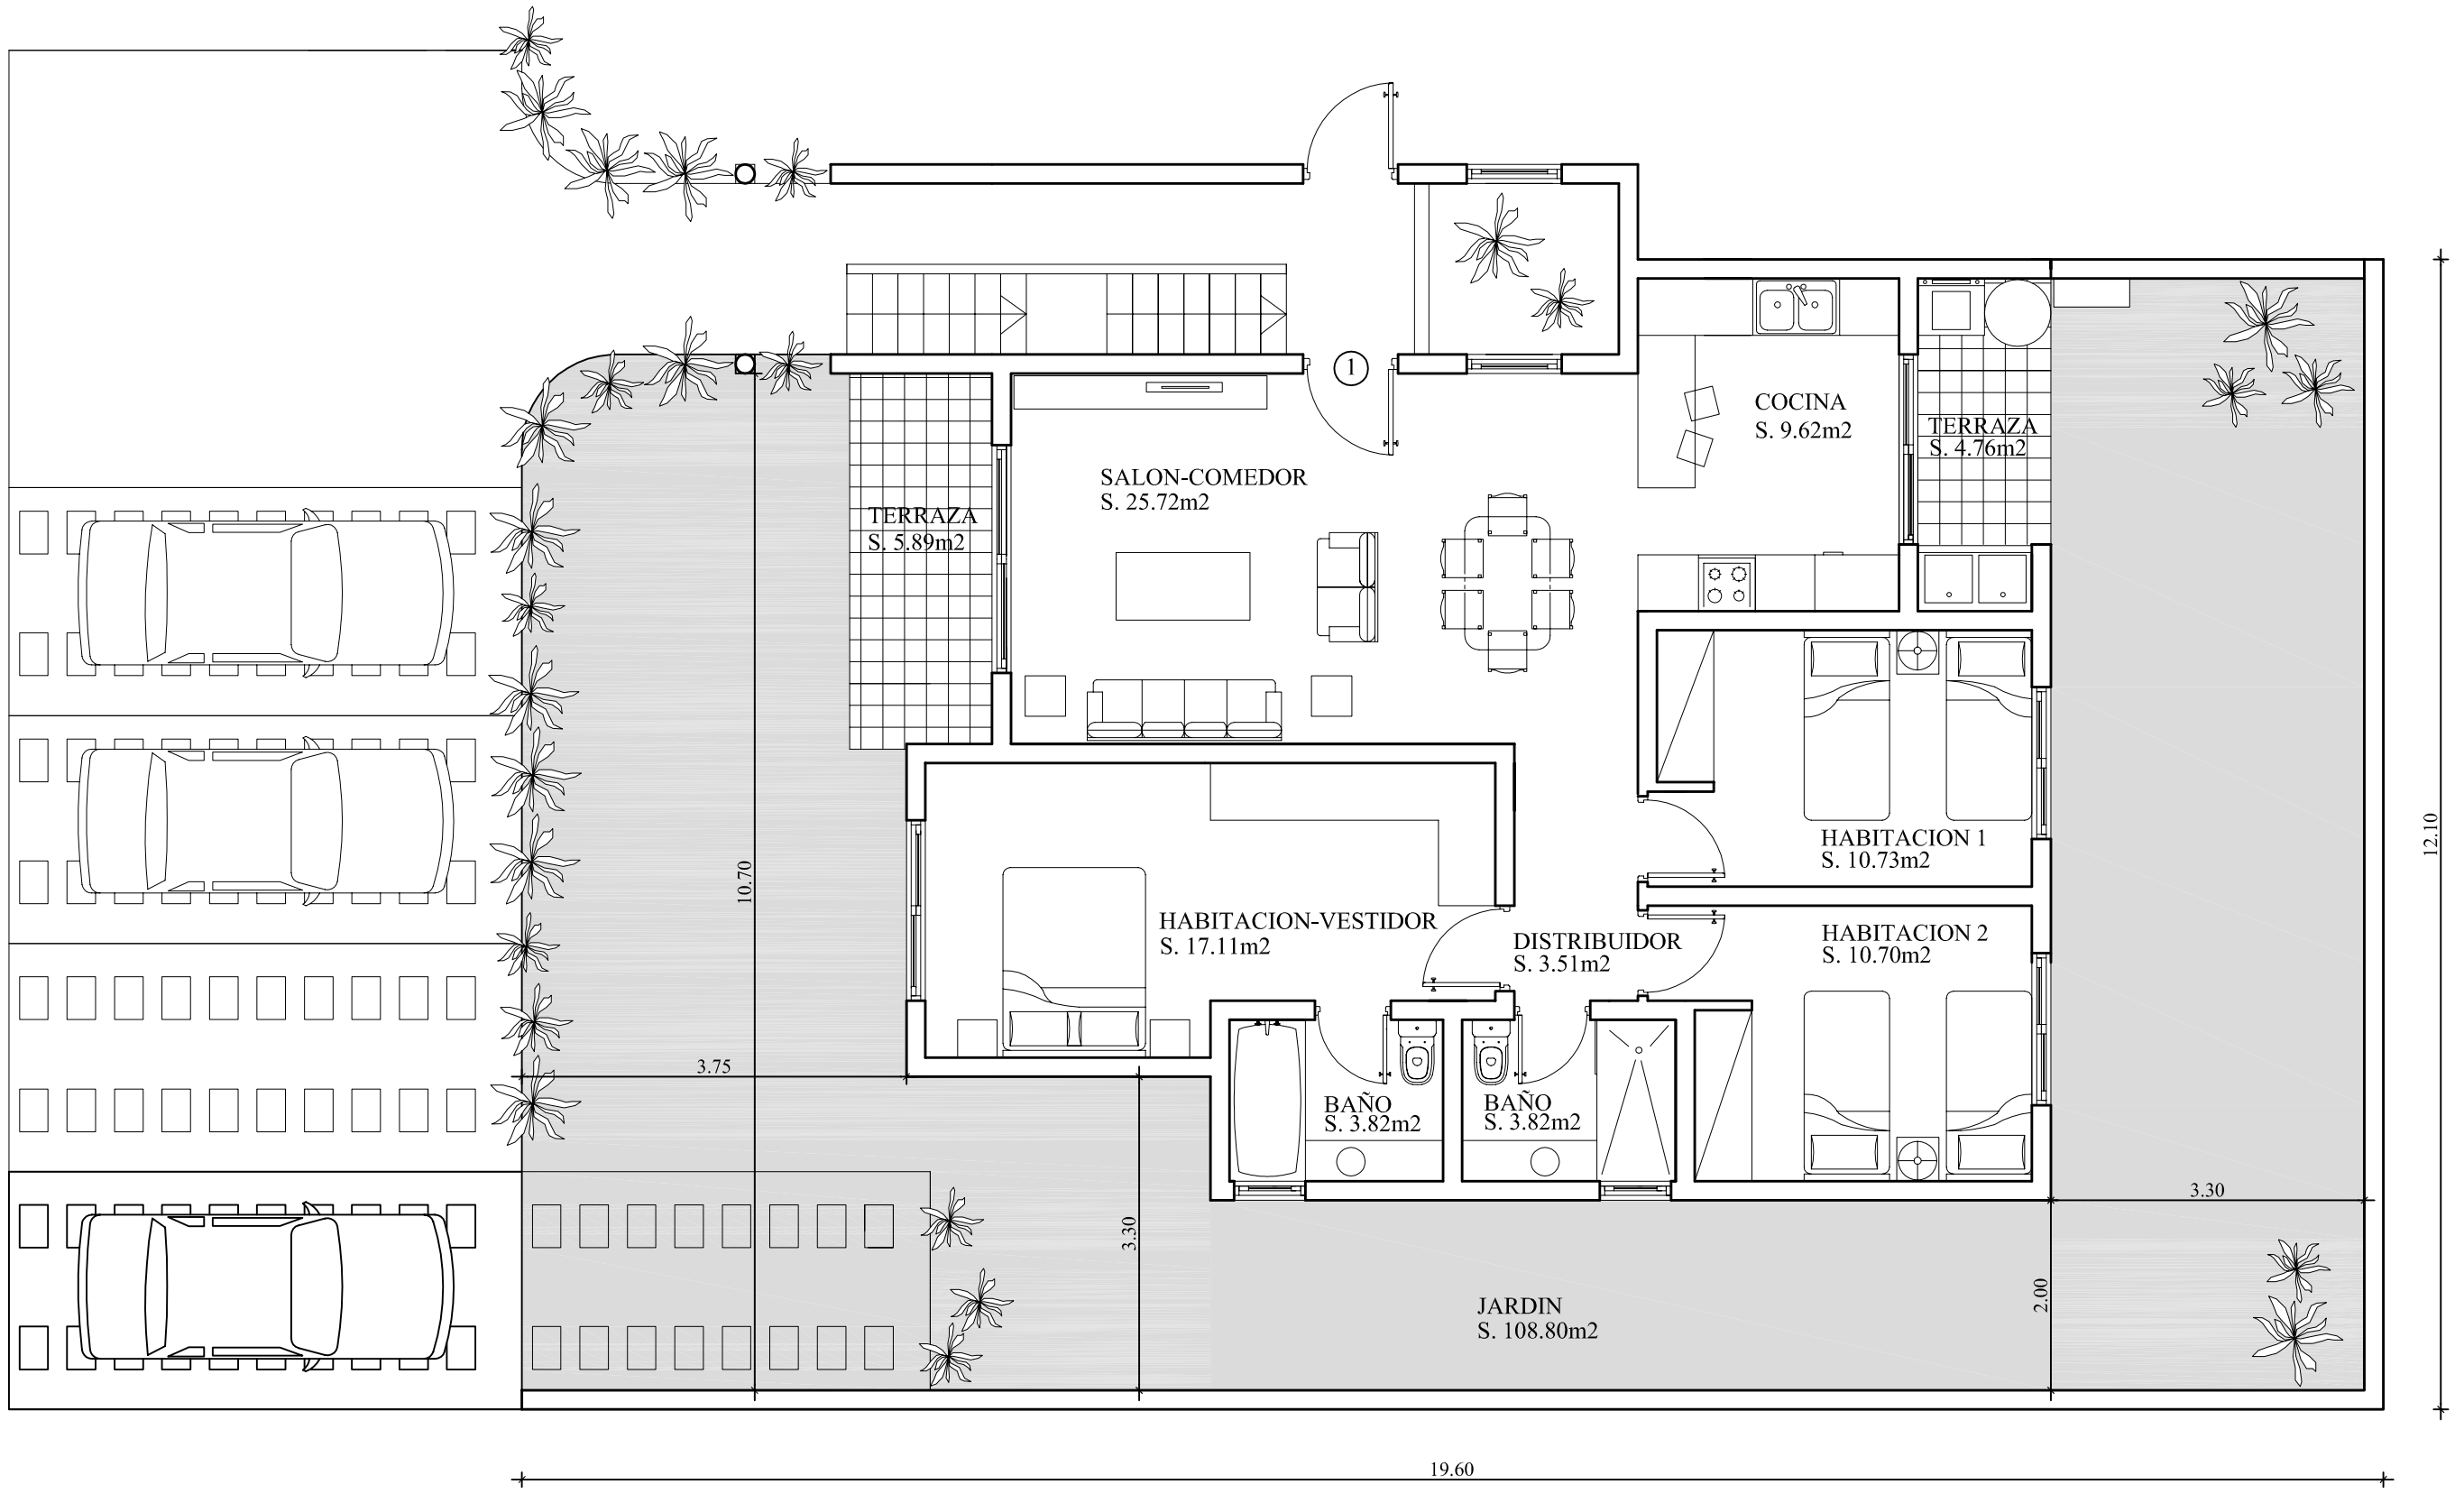 1
COCINA
S. 9.62m2
TERRAZA
S. 4.76m2
SALON-COMEDOR
S. 25.72m2
TERRAZA
S. 5.89m2
HABITACION 1
S. 10.73m2
12.10
10.70
HABITACION-VESTIDOR
S. 17.11m2
DISTRIBUIDOR
S. 3.51m2
HABITACION 2
S. 10.70m2
3.75
BAÑO
S. 3.82m2
BAÑO
S. 3.82m2
3.30
3.30
2.00
JARDIN
S. 108.80m2
19.60